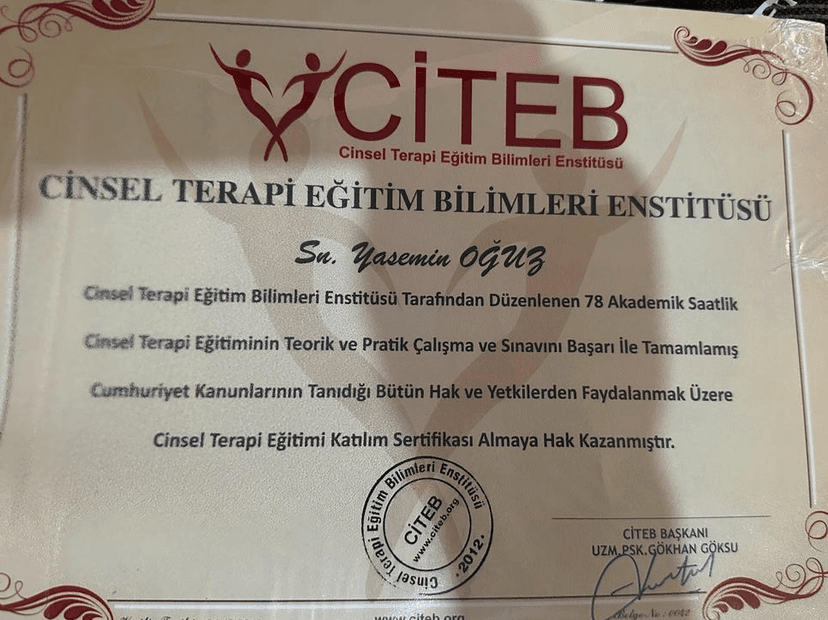 CİTEB
Cinsel Terapi Eğitim Bilimleri Enstitüsü
CİNSEL TERAPİ EĞİTİM BİLİMLERİ ENSTİTÜSÜ
Sn. Yasemin OĞUZ
Cinsel Terapi Eğitim Bilimleri Enstitüsü Tarafından Düzenlenen 78 Akademik Saatlik
Cinsel Terapi Eğitiminin Teorik ve Pratik Çalışma ve Sınavını Başarı İle Tamamlamış
Cumhuriyet Kanunlarının Tanıdığı Bütün Hak ve Yetkilerden Faydalanmak Üzere
Cinsel Terapi Eğitimi Katılım Sertifikası Almaya Hak Kazanmıştır.
Cinsel Terapi Eğitim Bilimleri Enstitüsü
CİTEB
www.citeb.org
·2012·
CİTEB BAŞKANI
UZM.PSK.GÖKHAN GÖKSU
Belge No: 0042
www.citeb.org